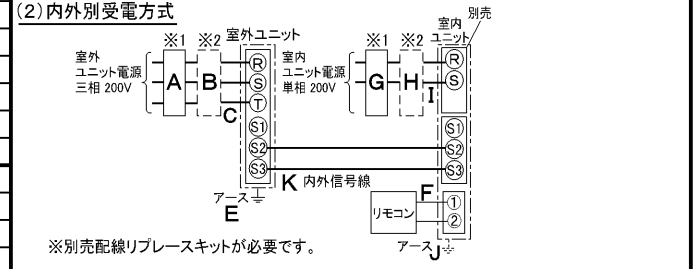 (2)内外別受電方式
別売
※1 ※2 室外ユニット
※1 ※2 室内ユニット
室外ユニット電源
三相 200V
A B C
R
S
T
S1
S2
S3
アース
E
室内ユニット電源
単相 200V
G H I
R
S
S1
S2
S3
K 内外信号線
F
リモコン
①
②
アース J
※別売配線リプレースキットが必要です。